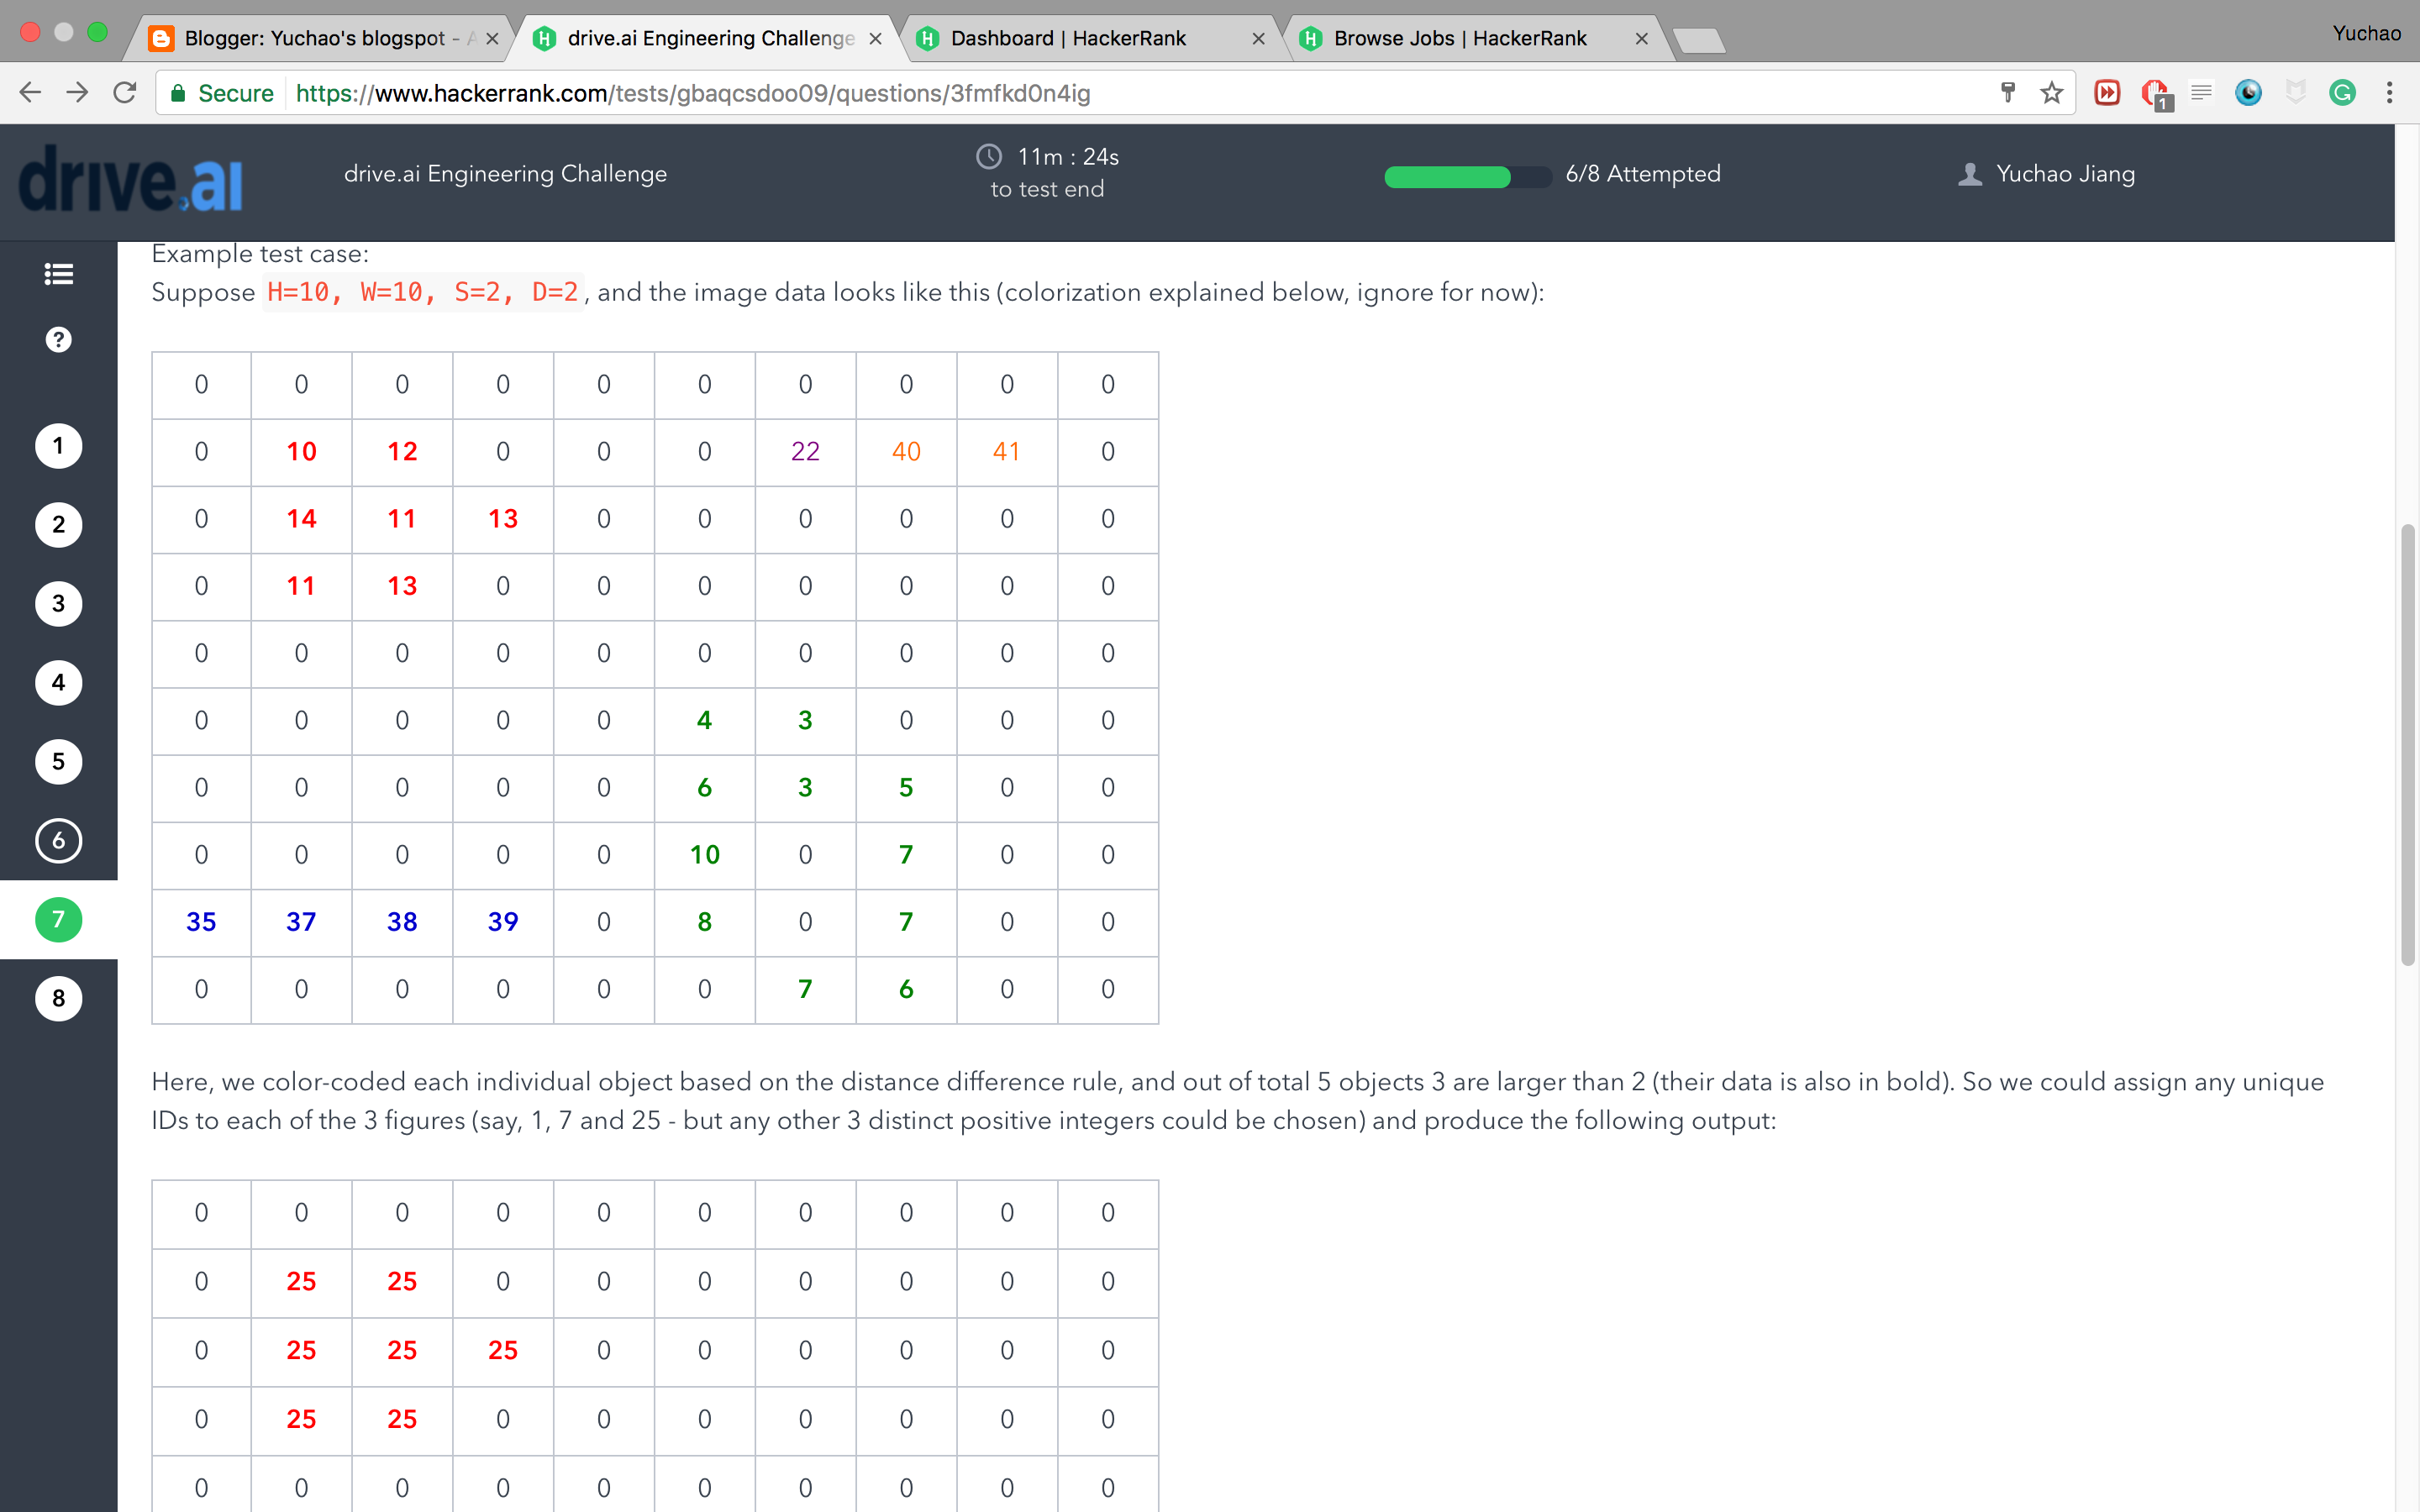 Blogger: Yuchao's blogspot - A
drive.ai Engineering Challenge
Dashboard | HackerRank
Browse Jobs | HackerRank
Yuchao
Secure
https://www.hackerrank.com/tests/gbaqcsdoo09/questions/3fmfkd0n4ig
1
drive.ai
drive.ai Engineering Challenge
11m : 24s
to test end
6/8 Attempted
Yuchao Jiang
?
1
2
3
4
5
6
7
8
Example test case:
Suppose H=10, W=10, S=2, D=2, and the image data looks like this (colorization explained below, ignore for now):
0 0 0 0 0 0 0 0 0 0
0 10 12 0 0 0 22 40 41 0
0 14 11 13 0 0 0 0 0 0
0 11 13 0 0 0 0 0 0 0
0 0 0 0 0 0 0 0 0 0
0 0 0 0 0 4 3 0 0 0
0 0 0 0 0 6 3 5 0 0
0 0 0 0 0 10 0 7 0 0
35 37 38 39 0 8 0 7 0 0
0 0 0 0 0 0 7 6 0 0
Here, we color-coded each individual object based on the distance difference rule, and out of total 5 objects 3 are larger than 2 (their data is also in bold). So we could assign any unique
IDs to each of the 3 figures (say, 1, 7 and 25 - but any other 3 distinct positive integers could be chosen) and produce the following output:
0 0 0 0 0 0 0 0 0 0
0 25 25 0 0 0 0 0 0 0
0 25 25 25 0 0 0 0 0 0
0 25 25 0 0 0 0 0 0 0
0 0 0 0 0 0 0 0 0 0